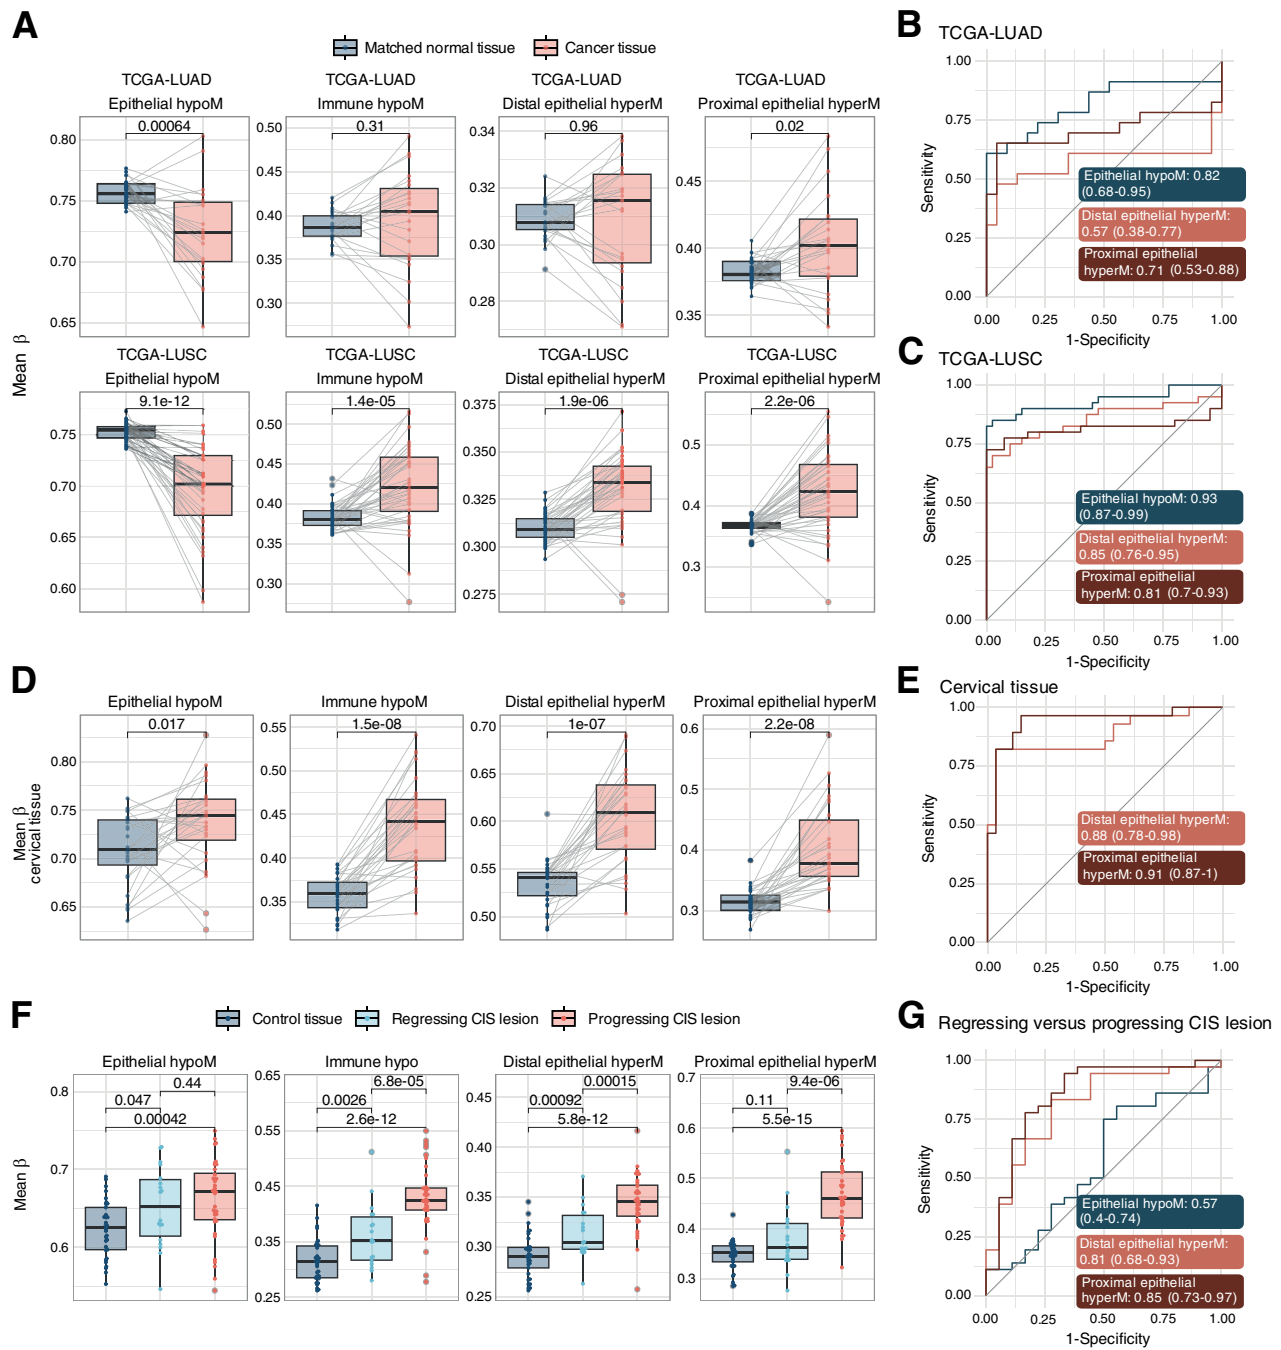 A
Matched normal tissue
Cancer tissue
TCGA-LUAD
Epithelial hypoM
0.00064
0.80
0.75
0.70
0.65
TCGA-LUAD
Immune hypoM
0.31
0.50
0.40
0.40
0.30
TCGA-LUAD
Distal epithelial hyperM
0.96
0.34
0.32
0.30
0.28
TCGA-LUAD
Proximal epithelial hyperM
0.02
0.45
0.40
0.35
Mean β
TCGA-LUSC
Epithelial hypoM
9.1e-12
0.75
0.70
0.65
0.60
TCGA-LUSC
Immune hypoM
1.4e-05
0.50
0.45
0.40
0.35
0.30
TCGA-LUSC
Distal epithelial hyperM
1.9e-06
0.375
0.350
0.325
0.300
0.275
TCGA-LUSC
Proximal epithelial hyperM
2.2e-06
0.5
0.4
0.3
B
TCGA-LUAD
1.00
0.75
0.50
0.25
0.00
Sensitivity
Epithelial hypoM: 0.82
(0.68-0.95)
Distal epithelial hyperM:
0.57 (0.38-0.77)
Proximal epithelial
hyperM: 0.71 (0.53-0.88)
0.00 0.25 0.50 0.75 1.00
1-Specificity
C
TCGA-LUSC
1.00
0.75
0.50
0.25
0.00
Sensitivity
Epithelial hypoM: 0.93
(0.87-0.99)
Distal epithelial hyperM:
0.85 (0.76-0.95)
Proximal epithelial
hyperM: 0.81 (0.7-0.93)
0.00 0.25 0.50 0.75 1.00
1-Specificity
D
Mean β
cervical tissue
Epithelial hypoM
0.017
0.80
0.75
0.70
0.65
Immune hypoM
1.5e-08
0.55
0.50
0.45
0.40
0.35
Distal epithelial hyperM
1e-07
0.70
0.65
0.60
0.55
0.50
Proximal epithelial hyperM
2.2e-08
0.6
0.5
0.4
0.3
E
Cervical tissue
1.00
0.75
0.50
0.25
0.00
Sensitivity
Distal epithelial hyperM:
0.88 (0.78-0.98)
Proximal epithelial
hyperM: 0.91 (0.87-1)
0.00 0.25 0.50 0.75 1.00
1-Specificity
F
Control tissue
Regressing CIS lesion
Progressing CIS lesion
Mean β
Epithelial hypoM
0.44
0.047
0.00042
0.8
0.7
0.6
Immune hypo
6.8e-05
0.0026
2.6e-12
0.65
0.55
0.45
0.35
0.25
Distal epithelial hyperM
0.00015
0.00092
5.8e-12
0.45
0.40
0.35
0.30
0.25
Proximal epithelial hyperM
9.4e-06
0.11
5.5e-15
0.7
0.6
0.5
0.4
0.3
G
Regressing versus progressing CIS lesion
1.00
0.75
0.50
0.25
0.00
Sensitivity
Epithelial hypoM: 0.57
(0.4-0.74)
Distal epithelial hyperM:
0.81 (0.68-0.93)
Proximal epithelial
hyperM: 0.85 (0.73-0.97)
0.00 0.25 0.50 0.75 1.00
1-Specificity